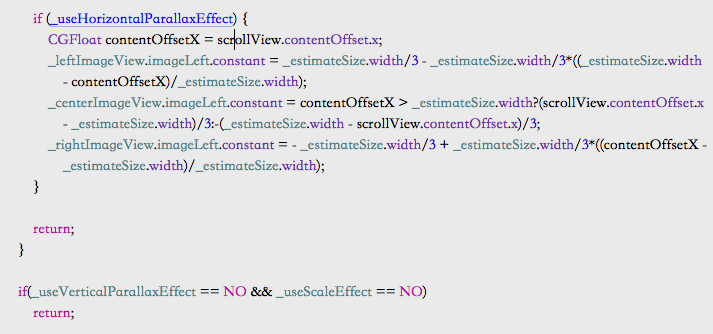 if (_useHorizontalParallaxEffect) {
CGFloat contentOffsetX = scrollView.contentOffset.x;
_leftImageView.imageLeft.constant = _estimateSize.width/3 - _estimateSize.width/3*((_estimateSize.width
- contentOffsetX)/_estimateSize.width);
_centerImageView.imageLeft.constant = contentOffsetX > _estimateSize.width?(scrollView.contentOffset.x
- _estimateSize.width)/3:-(_estimateSize.width - scrollView.contentOffset.x)/3;
_rightImageView.imageLeft.constant = - _estimateSize.width/3 + _estimateSize.width/3*((contentOffsetX -
_estimateSize.width)/_estimateSize.width);
}
return;
}
if(_useVerticalParallaxEffect == NO && _useScaleEffect == NO)
return;